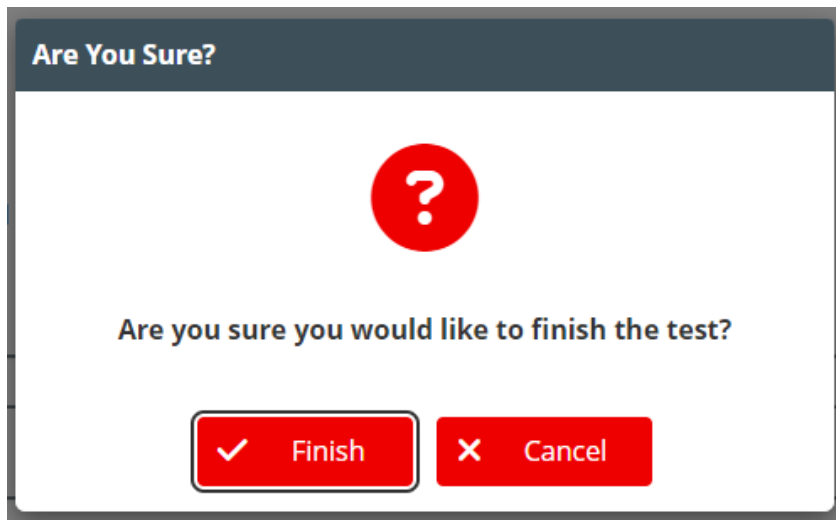 Are You Sure?
?
Are you sure you would like to finish the test?
Finish
Cancel